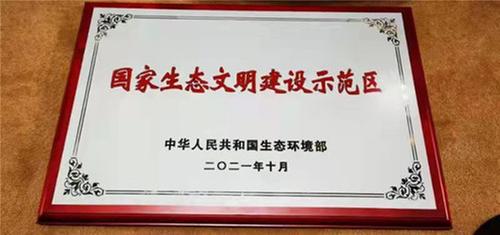 国家生态文明建设示范区
中华人民共和国生态环境部
二〇二一年十月